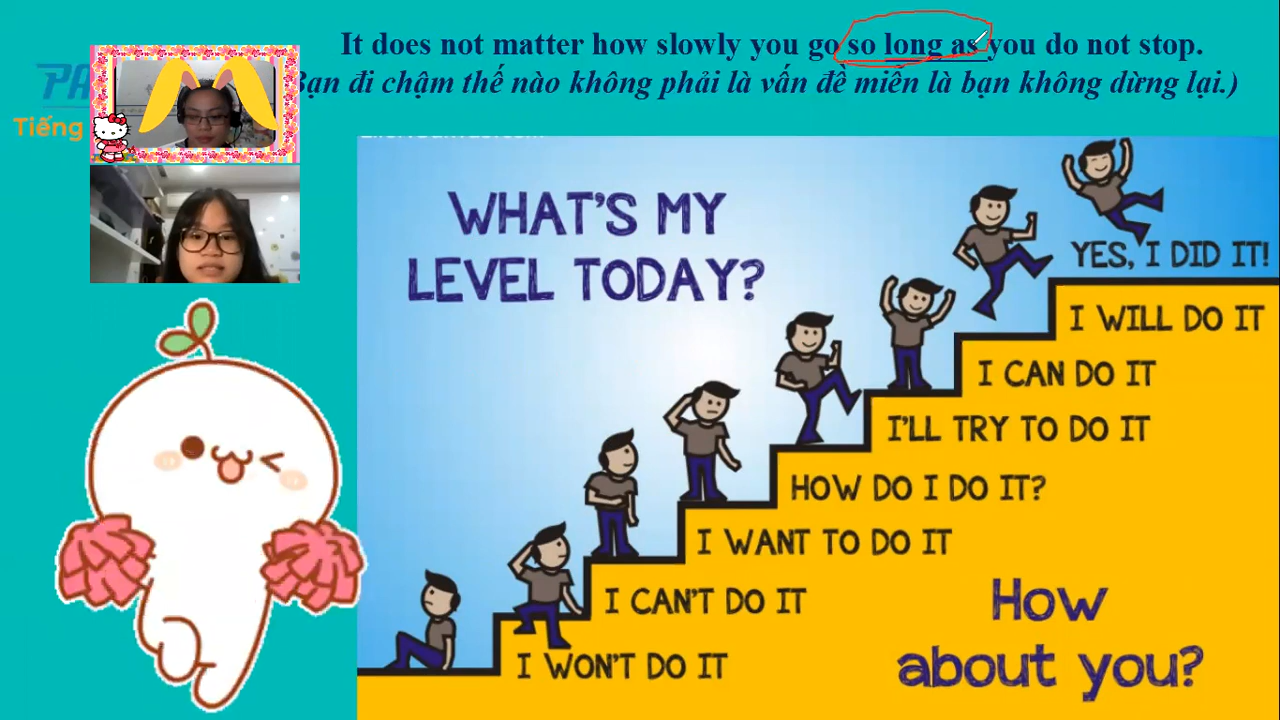 It does not matter how slowly you go so long as you do not stop.
Bạn đi chậm thế nào không phải là vấn đề miễn là bạn không dừng lại.)
Tiếng
WHAT'S MY
LEVEL TODAY?
YES, I DID IT!
I WILL DO IT
I CAN DO IT
I'LL TRY TO DO IT
HOW DO I DO IT?
I WANT TO DO IT
I CAN'T DO IT
I WON'T DO IT
How
about you?